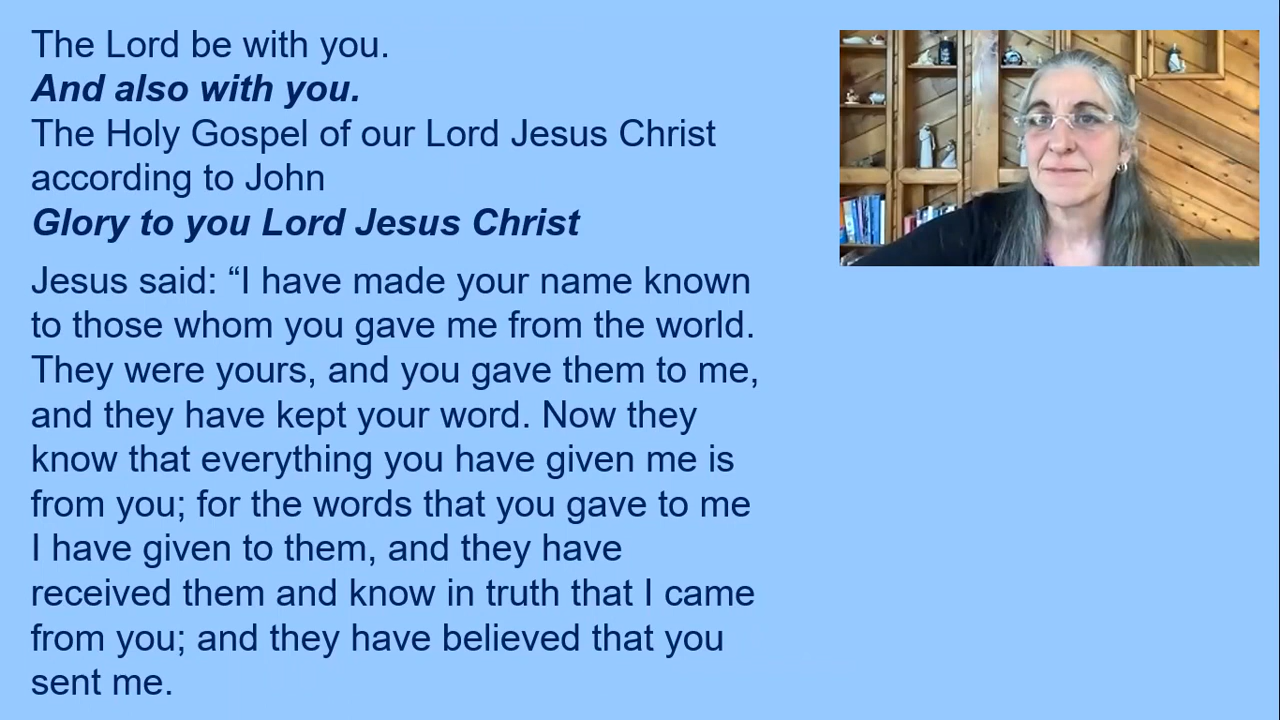 The Lord be with you.
And also with you.
The Holy Gospel of our Lord Jesus Christ
according to John
Glory to you Lord Jesus Christ
Jesus said: “I have made your name known
to those whom you gave me from the world.
They were yours, and you gave them to me,
and they have kept your word. Now they
know that everything you have given me is
from you; for the words that you gave to me
I have given to them, and they have
received them and know in truth that I came
from you; and they have believed that you
sent me.